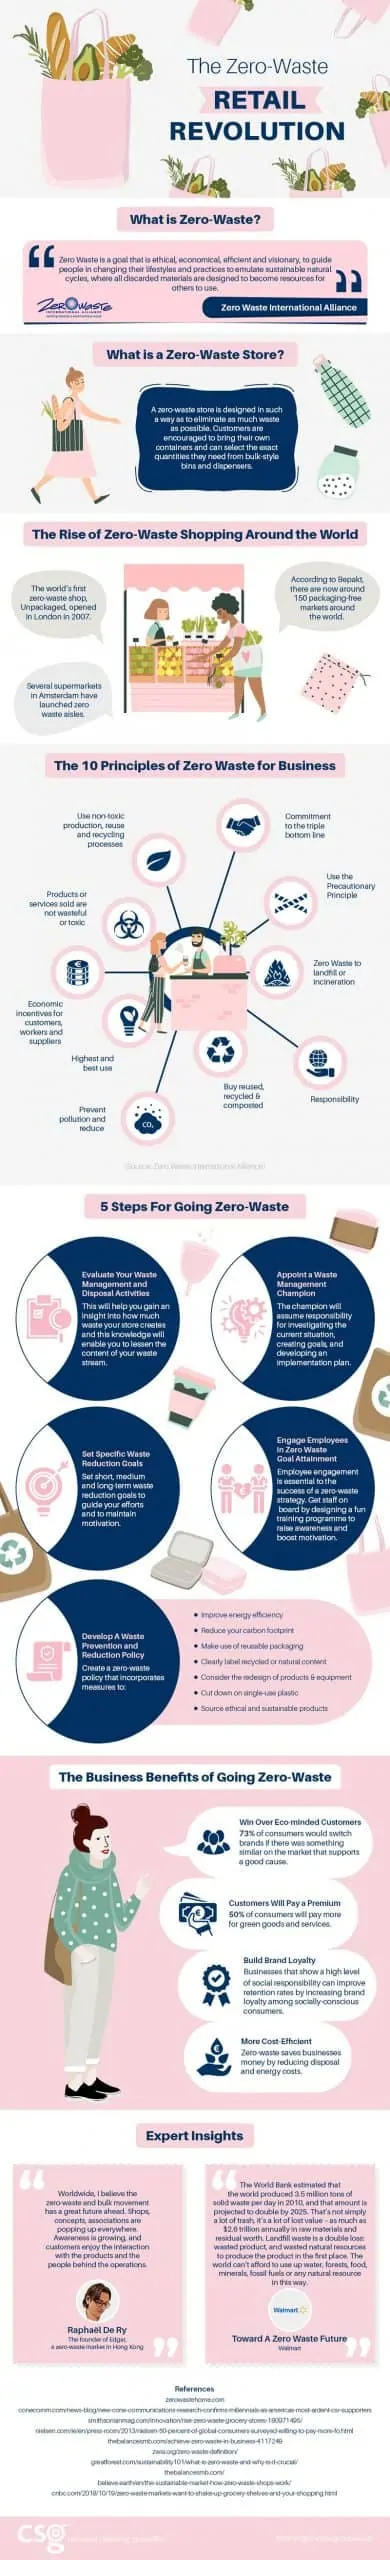 The Zero-Waste
RETAIL
REVOLUTION
What is Zero-Waste?
Zero Waste is a goal that is ethical, economical, efficient and visionary, to guide
people in changing their lifestyles and practices to emulate sustainable natural
cycles, where all discarded materials are designed to become resources for
others to use.
ZEROWASTE
INTERNATIONAL ALLIANCE
Zero Waste International Alliance
What is a Zero-Waste Store?
A zero-waste store is designed in such
a way as to eliminate as much waste
as possible. Customers are
encouraged to bring their own
containers and can select the exact
quantities they need from bulk-style
bins and dispensers.
The Rise of Zero-Waste Shopping Around the World
The world's first
zero-waste shop,
Unpackaged, opened
in London in 2007.
According to Bepakt,
there are now around
150 packaging-free
markets around
the world.
Several supermarkets
in Amsterdam have
launched zero
waste aisles.
The 10 Principles of Zero Waste for Business
Use non-toxic
production, reuse
and recycling
processes
Commitment
to the triple
bottom line
Use the
Precautionary
Principle
Products or
services sold are
not wasteful
or toxic
Zero Waste to
landfill or
incineration
Economic
incentives for
customers,
workers and
suppliers
Highest and
best use
Buy reused,
recycled &
composted
Responsibility
Prevent
pollution and
reduce
CO₂
(Source: Zero Waste International Alliance)
5 Steps For Going Zero-Waste
Evaluate Your Waste
Management and
Disposal Activities
This will help you gain an
insight into how much
waste your store creates
and this knowledge will
enable you to lessen the
content of your waste
stream.
Appoint a Waste
Management
Champion
The champion will
assume responsibility
for investigating the
current situation,
creating goals, and
developing an
implementation plan.
Set Specific Waste
Reduction Goals
Set short, medium
and long-term waste
reduction goals to
guide your efforts
and to maintain
motivation.
Engage Employees
in Zero Waste
Goal Attainment
Employee engagement
is essential to the
success of a zero-waste
strategy. Get staff on
board by designing a fun
training programme to
raise awareness and
boost motivation.
Develop A Waste
Prevention and
Reduction Policy
Create a zero-waste
policy that incorporates
measures to:
Improve energy efficiency
Reduce your carbon footprint
Make use of reusable packaging
Clearly label recycled or natural content
Consider the redesign of products & equipment
Cut down on single-use plastic
Source ethical and sustainable products
The Business Benefits of Going Zero-Waste
Win Over Eco-minded Customers
73% of consumers would switch
brands if there was something
similar on the market that supports
a good cause.
Customers Will Pay a Premium
50% of consumers will pay more
for green goods and services.
Build Brand Loyalty
Businesses that show a high level
of social responsibility can improve
retention rates by increasing brand
loyalty among socially-conscious
consumers.
More Cost-Efficient
Zero-waste saves businesses
money by reducing disposal
and energy costs.
Expert Insights
Worldwide, I believe the
zero-waste and bulk movement
has a great future ahead. Shops,
concepts, associations are
popping up everywhere.
Awareness is growing, and
customers enjoy the interaction
with the products and the
people behind the operations.
Raphaël De Ry
The founder of Edgar,
a zero-waste market in Hong Kong
The World Bank estimated that
the world produced 3.5 million tons of
solid waste per day in 2010, and that amount is
projected to double by 2025. That's not simply
a lot of trash, it's a lot of lost value – as much as
$2.6 trillion annually in raw materials and
residual worth. Landfill waste is a double loss:
wasted product, and wasted natural resources
to produce the product in the first place. The
world can't afford to use up water, forests, food,
minerals, fossil fuels or any natural resource
in this way.
Walmart
Toward A Zero Waste Future
Walmart
References
zerowastehome.com
conecomm.com/news-blog/new-cone-communications-research-confirms-millennials-as-americas-most-ardent-csr-supporters
smithsonianmag.com/innovation/rise-zero-waste-grocery-stores-180971495/
nielsen.com/ie/en/press-room/2013/nielsen-50-percent-of-global-consumers-surveyed-willing-to-pay-more-fo.html
thebalancesmb.com/achieve-zero-waste-in-business-4117249
zwia.org/zero-waste-definition/
greatforest.com/sustainability101/what-is-zero-waste-and-why-is-it-crucial/
thebalancesmb.com/
believe.earth/en/the-sustainable-market-how-zero-waste-shops-work/
cnbc.com/2018/10/19/zero-waste-markets-want-to-shake-up-grocery-shelves-and-your-shopping.html
csg